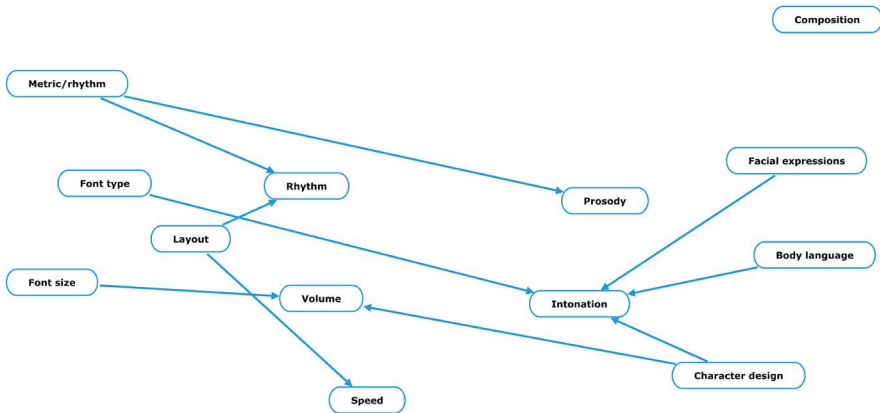 Composition
Metric/rhythm
Facial expressions
Font type
Rhythm
Prosody
Layout
Body language
Font size
Volume
Intonation
Character design
Speed